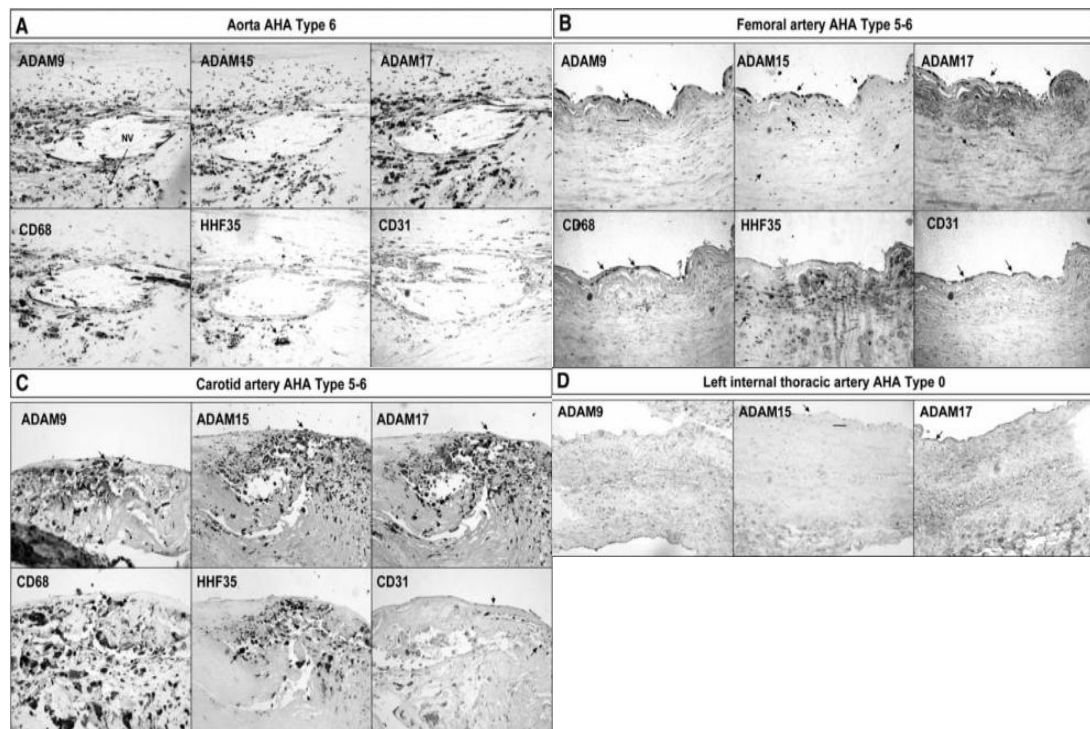 A
Aorta AHA Type 6
ADAM9
ADAM15
ADAM17
NV
CD68
HHF35
CD31
B
Femoral artery AHA Type 5-6
ADAM9
ADAM15
ADAM17
CD68
HHF35
CD31
C
Carotid artery AHA Type 5-6
ADAM9
ADAM15
ADAM17
CD68
HHF35
CD31
D
Left internal thoracic artery AHA Type 0
ADAM9
ADAM15
ADAM17